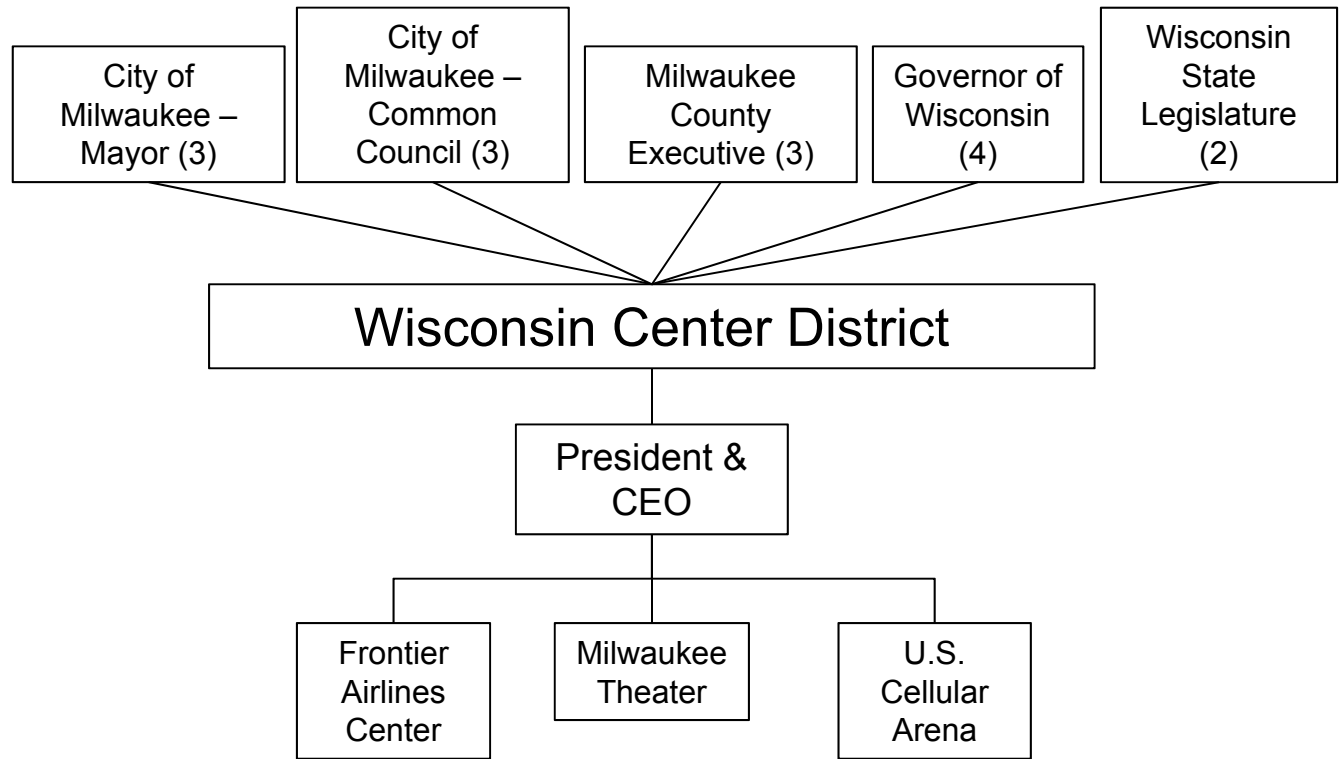 City of
Milwaukee –
Mayor (3)
City of
Milwaukee –
Common
Council (3)
Milwaukee
County
Executive (3)
Governor of
Wisconsin
(4)
Wisconsin
State
Legislature
(2)
Wisconsin Center District
President &
CEO
Frontier
Airlines
Center
Milwaukee
Theater
U.S.
Cellular
Arena